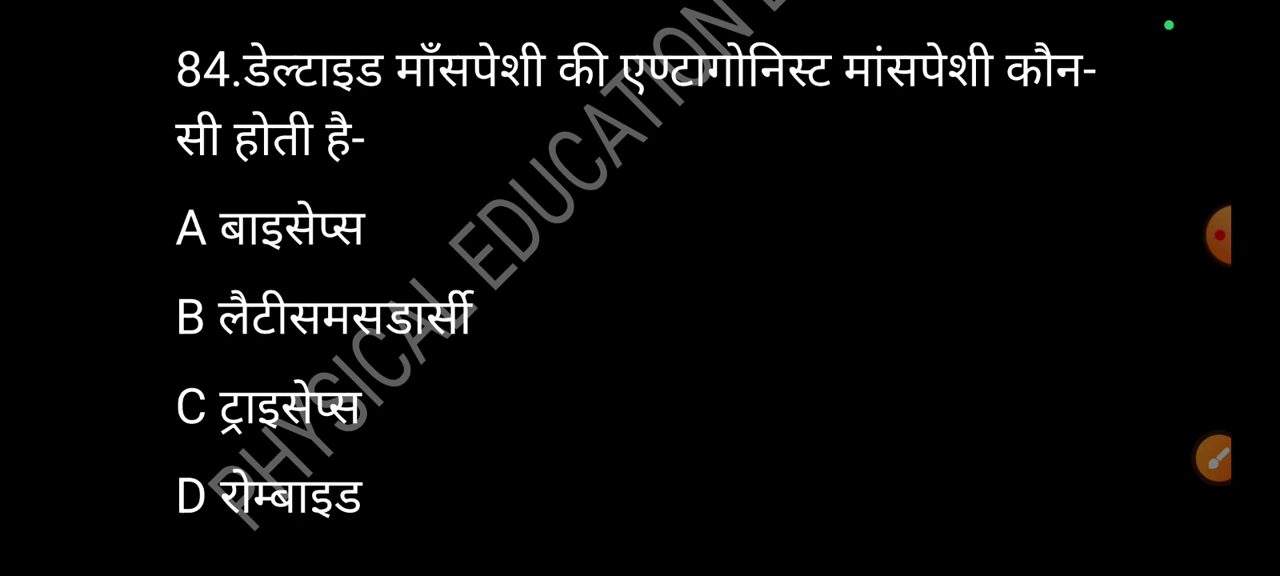 84.डेल्टाइड माँसपेशी की एण्टागोनिस्ट मांसपेशी कौन-
सी होती है-
A बाइसेप्स
B लैटीसमसडार्सी
C ट्राइसेप्स
D रोम्बाइड
PHYSICAL EDUCATION